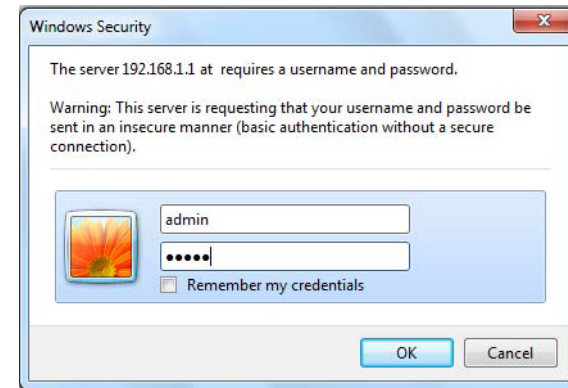 Windows Security
The server 192.168.1.1 at  requires a username and password.
Warning: This server is requesting that your username and password be
sent in an insecure manner (basic authentication without a secure
connection).
admin
●●●●●
Remember my credentials
OK
Cancel